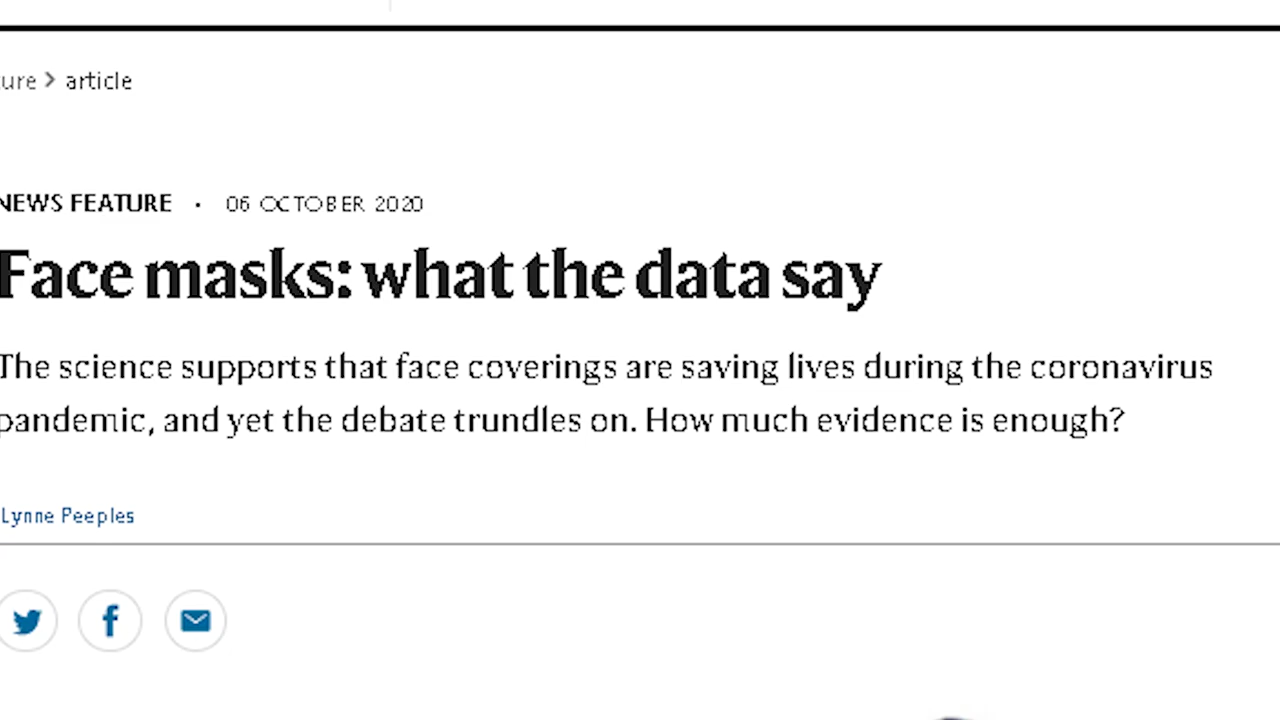 ure > article
NEWS FEATURE · 06 OCTOBER 2020
Face masks: what the data say
The science supports that face coverings are saving lives during the coronavirus
pandemic, and yet the debate trundles on. How much evidence is enough?
Lynne Peeples